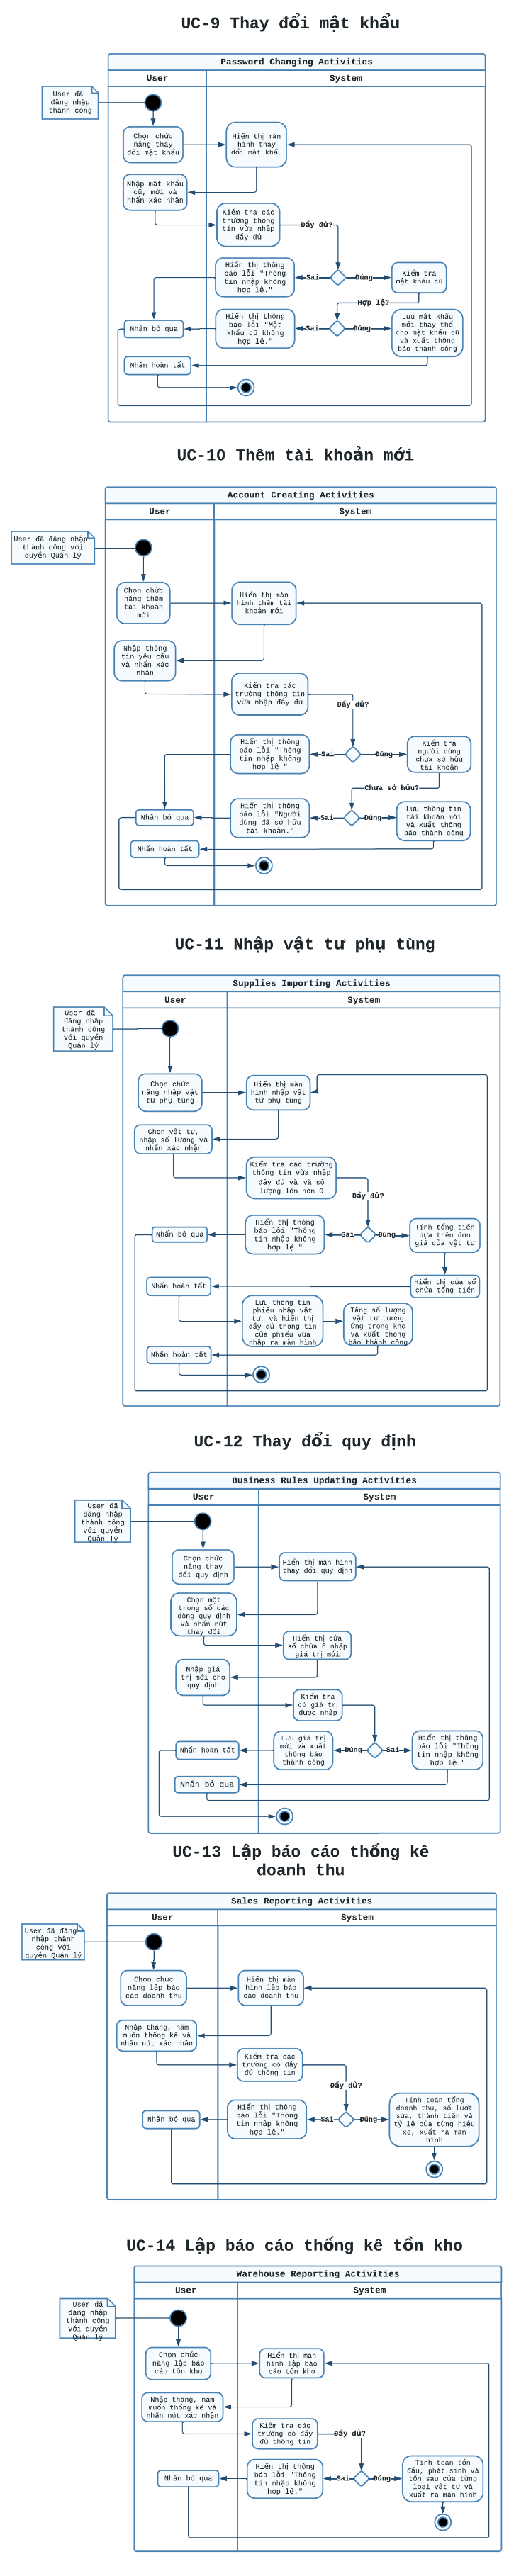 UC-9 Thay đổi mật khẩu
Password Changing Activities
User
System
User đã
đăng nhập
thành công
Chọn chức
năng thay
đổi mật khẩu
Hiển thị màn
hình thay
đổi mật khẩu
Nhập mật khẩu
cũ, mới và
nhấn xác nhận
Kiểm tra các
trường thông
tin vừa nhập
đầy đủ
Đầy đủ?
Hiển thị thông
báo lỗi "Thông
tin nhập không
hợp lệ."
Sai
Đúng
Kiểm tra
mật khẩu cũ
Hợp lệ?
Nhấn bỏ qua
Hiển thị thông
báo lỗi "Mật
khẩu cũ không
hợp lệ."
Sai
Đúng
Lưu mật khẩu
mới thay thế
cho mật khẩu cũ
và xuất thông
báo thành công
Nhấn hoàn tất
UC-10 Thêm tài khoản mới
Account Creating Activities
User
System
User đã đăng nhập
thành công với
quyền Quản lý
Chọn chức
năng thêm
tài khoản
mới
Hiển thị màn
hình thêm tài
khoản mới
Nhập thông
tin yêu cầu
và nhấn xác
nhận
Kiểm tra các
trường thông tin
vừa nhập đầy đủ
Đầy đủ?
Hiển thị thông
báo lỗi "Thông
tin nhập không
hợp lệ."
Sai
Đúng
Kiểm tra
người dùng
chưa sở hữu
tài khoản
Chưa sở hữu?
Nhấn bỏ qua
Hiển thị thông
báo lỗi "Người
dùng đã sở hữu
tài khoản."
Sai
Đúng
Lưu thông tin
tài khoản mới
và xuất thông
báo thành công
Nhấn hoàn tất
UC-11 Nhập vật tư phụ tùng
Supplies Importing Activities
User
System
User đã
đăng nhập
thành công
với quyền
Quản lý
Chọn chức
năng nhập vật
tư phụ tùng
Hiển thị màn
hình nhập vật
tư phụ tùng
Chọn vật tư,
nhập số lượng và
nhấn xác nhận
Kiểm tra các trường
thông tin vừa nhập
đầy đủ và và số
lượng lớn hơn 0
Đầy đủ?
Nhấn bỏ qua
Hiển thị thông
báo lỗi "Thông
tin nhập không
hợp lệ."
Sai
Đúng
Tính tổng tiền
dựa trên đơn
giá của vật tư
Nhấn hoàn tất
Hiển thị cửa sổ
chứa tổng tiền
Lưu thông tin
phiếu nhập vật
tư, và hiển thị
đầy đủ thông tin
của phiếu vừa
nhập ra màn hình
Tăng số lượng
vật tư tương
ứng trong kho
và xuất thông
báo thành công
Nhấn hoàn tất
UC-12 Thay đổi quy định
Business Rules Updating Activities
User
System
User đã
đăng nhập
thành công
với quyền
Quản lý
Chọn chức
năng thay
đổi quy định
Hiển thị màn hình
thay đổi quy định
Chọn một
trong số các
dòng quy định
và nhấn nút
thay đổi
Hiển thị cửa
sổ chứa ô nhập
giá trị mới
Nhập giá
trị mới cho
quy định
Kiểm tra
có giá trị
được nhập
Nhấn hoàn tất
Lưu giá trị
mới và xuất
thông báo
thành công
Đúng
Sai
Hiển thị thông
báo lỗi "Thông
tin nhập không
hợp lệ."
Nhấn bỏ qua
UC-13 Lập báo cáo thống kê
doanh thu
Sales Reporting Activities
User
System
User đã đăng
nhập thành
công với
quyền Quản lý
Chọn chức
năng lập báo
cáo doanh thu
Hiển thị màn
hình lập báo
cáo doanh thu
Nhập tháng, năm
muốn thống kê và
nhấn nút xác nhận
Kiểm tra các
trường có đầy
đủ thông tin
Đầy đủ?
Nhấn bỏ qua
Hiển thị thông
báo lỗi "Thông
tin nhập không
hợp lệ."
Sai
Đúng
Tính toán tổng
doanh thu, số lượt
sửa, thành tiền và
tỷ lệ của từng hiệu
xe, xuất ra màn
hình
UC-14 Lập báo cáo thống kê tồn kho
Warehouse Reporting Activities
User
System
User đã
đăng nhập
thành công
với quyền
Quản lý
Chọn chức
năng lập báo
cáo tồn kho
Hiển thị màn
hình lập báo
cáo tồn kho
Nhập tháng, năm
muốn thống kê và
nhấn nút xác nhận
Kiểm tra các
trường có đầy
đủ thông tin
Đầy đủ?
Nhấn bỏ qua
Hiển thị thông
báo lỗi "Thông
tin nhập không
hợp lệ."
Sai
Đúng
Tính toán tồn
đầu, phát sinh và
tồn sau của từng
loại vật tư và
xuất ra màn hình